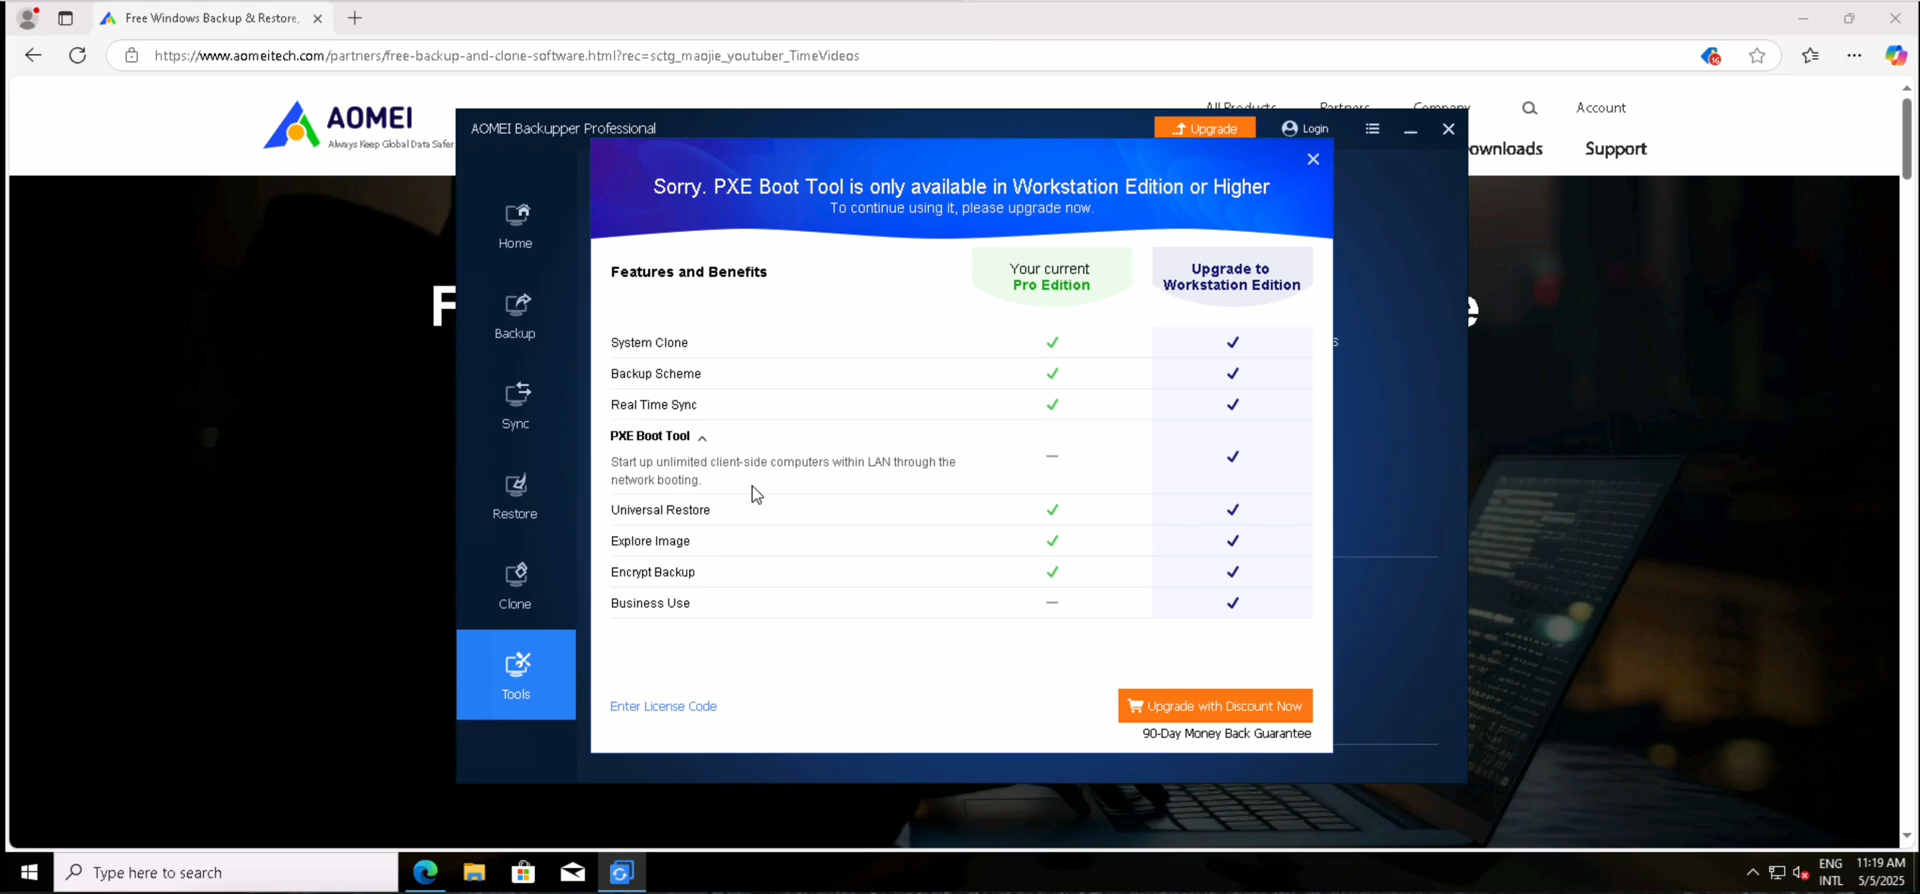 Free Windows Backup & Restore,
https://www.aomeitech.com/partners/free-backup-and-clone-software.html?rec=sctg_maojie_youtuber_TimeVideos
16
AOMEI
Always Keep Global Data Safer
All Products
Partners
Company
Account
ownloads
Support
AOMEI Backupper Professional
Upgrade
Login
Home
Backup
Sync
Restore
Clone
Tools
F
e
s
Sorry. PXE Boot Tool is only available in Workstation Edition or Higher
To continue using it, please upgrade now.
Features and Benefits
Your current
Pro Edition
Upgrade to
Workstation Edition
System Clone
Backup Scheme
Real Time Sync
PXE Boot Tool
Start up unlimited client-side computers within LAN through the
network booting.
Universal Restore
Explore Image
Encrypt Backup
Business Use
Enter License Code
Upgrade with Discount Now
90-Day Money Back Guarantee
Type here to search
ENG
INTL
11:19 AM
5/5/2025